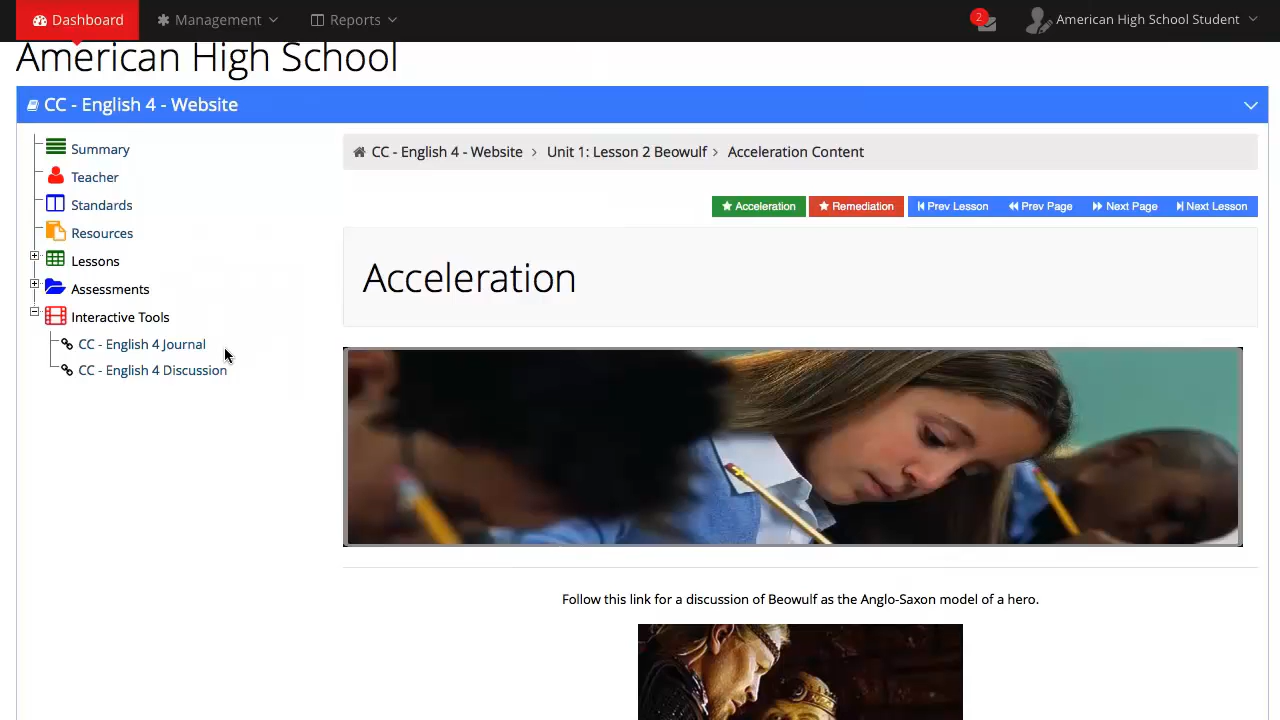 Dashboard Management Reports 2 American High School Student
American High School
CC - English 4 - Website
Summary
Teacher
Standards
Resources
Lessons
Assessments
Interactive Tools
CC - English 4 Journal
CC - English 4 Discussion
CC - English 4 - Website > Unit 1: Lesson 2 Beowulf > Acceleration Content
Acceleration Remediation Prev Lesson Prev Page Next Page Next Lesson
Acceleration
Follow this link for a discussion of Beowulf as the Anglo-Saxon model of a hero.